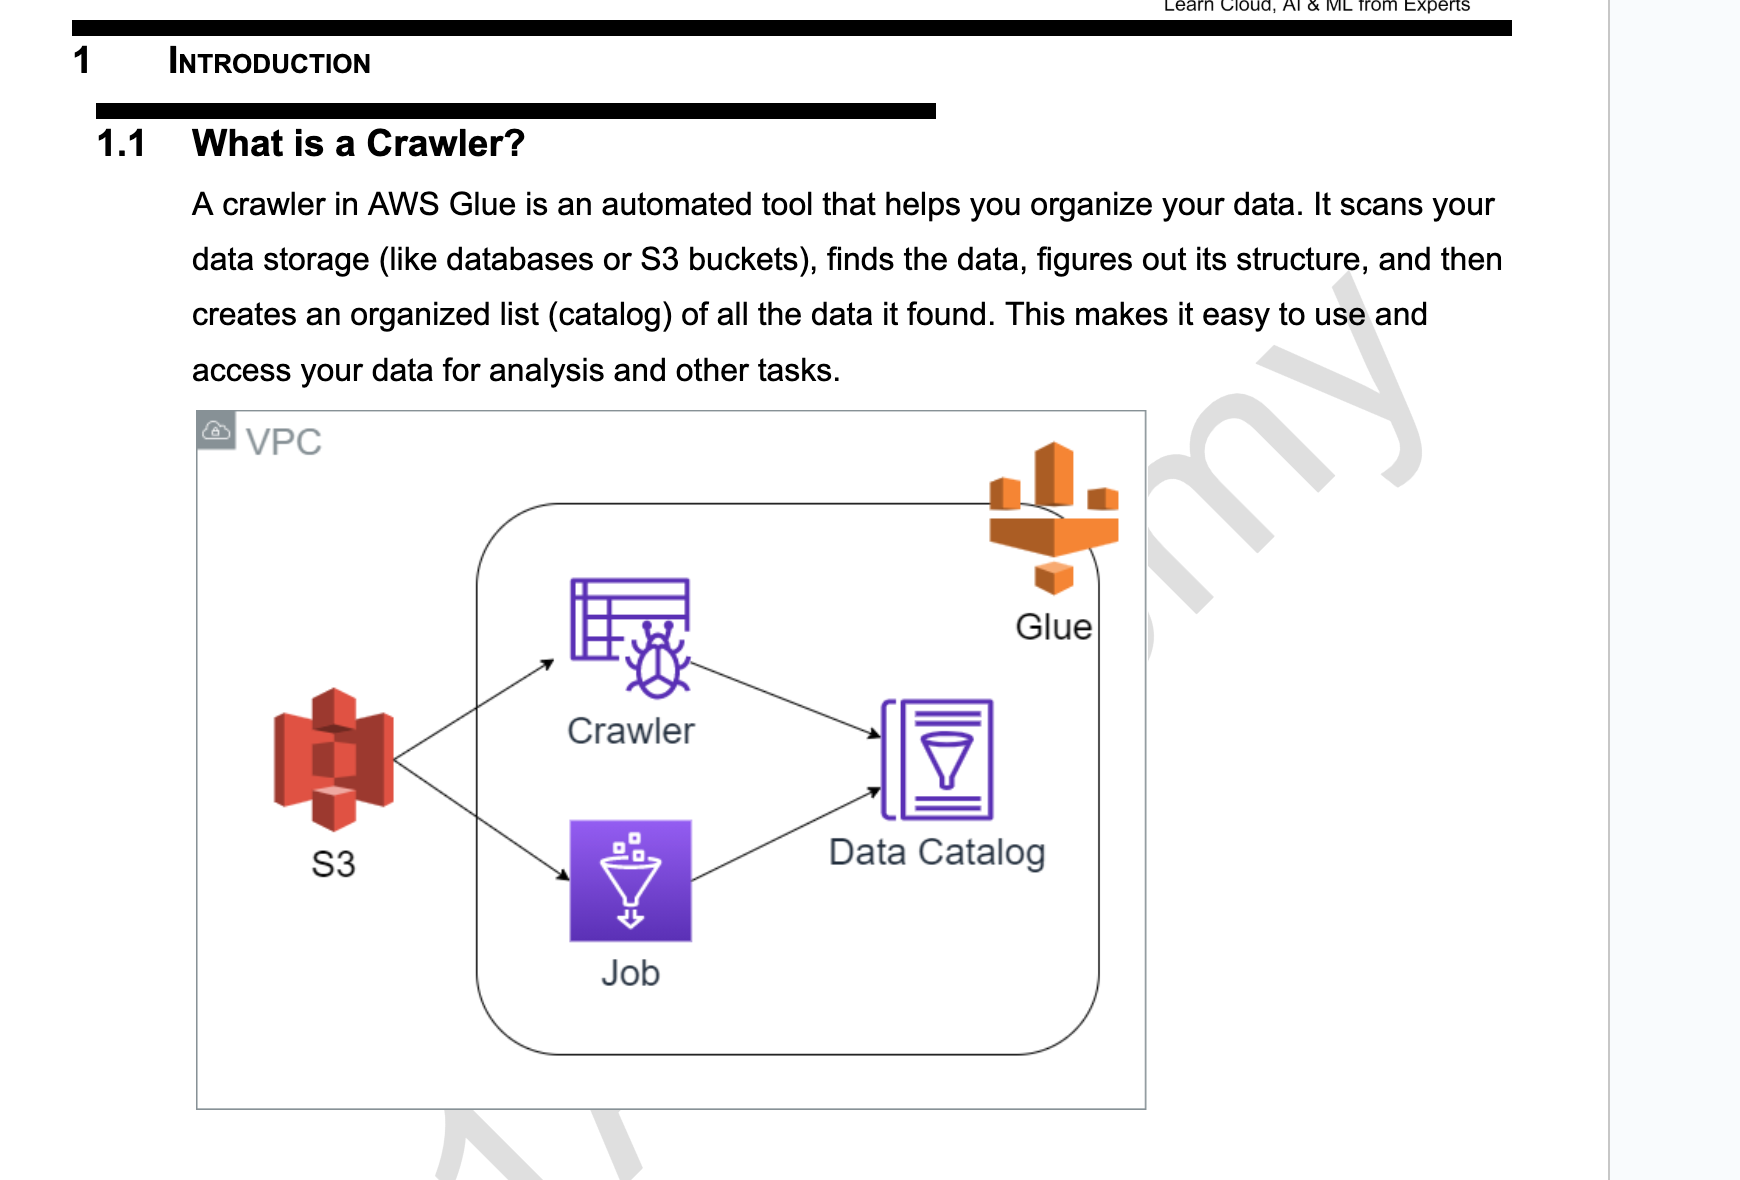 Learn Cloud, AI & ML from Experts
1 INTRODUCTION
1.1 What is a Crawler?
A crawler in AWS Glue is an automated tool that helps you organize your data. It scans your
data storage (like databases or S3 buckets), finds the data, figures out its structure, and then
creates an organized list (catalog) of all the data it found. This makes it easy to use and
access your data for analysis and other tasks.
VPC
Glue
Crawler
S3
Data Catalog
Job
my